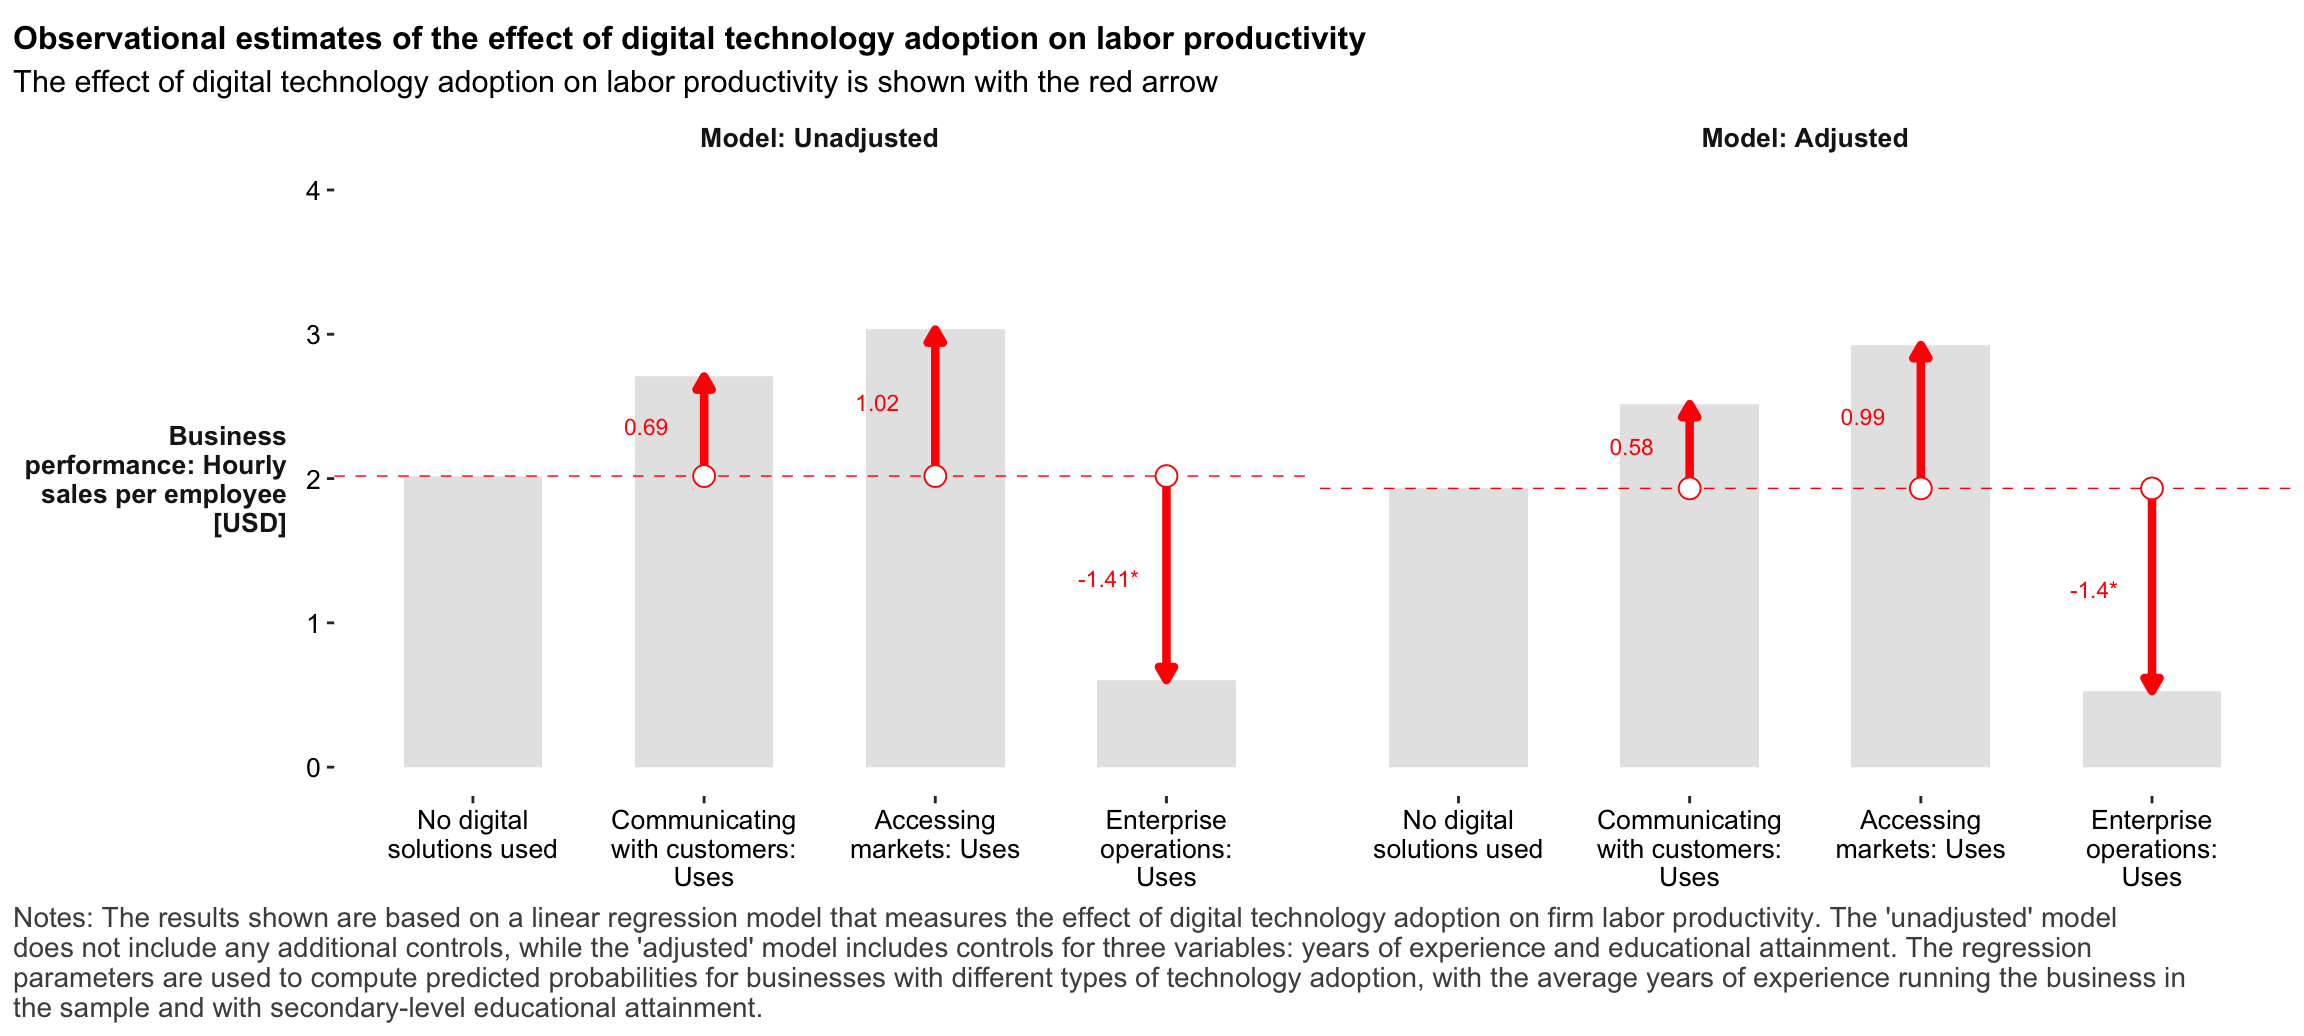 Observational estimates of the effect of digital technology adoption on labor productivity
The effect of digital technology adoption on labor productivity is shown with the red arrow
Model: Unadjusted
Model: Adjusted
Business
performance: Hourly
sales per employee
[USD]
4
3
2
1
0
0.69
1.02
-1.41*
0.58
0.99
-1.4*
No digital
solutions used
Communicating
with customers:
Uses
Accessing
markets: Uses
Enterprise
operations:
Uses
No digital
solutions used
Communicating
with customers:
Uses
Accessing
markets: Uses
Enterprise
operations:
Uses
Notes: The results shown are based on a linear regression model that measures the effect of digital technology adoption on firm labor productivity. The 'unadjusted' model
does not include any additional controls, while the 'adjusted' model includes controls for three variables: years of experience and educational attainment. The regression
parameters are used to compute predicted probabilities for businesses with different types of technology adoption, with the average years of experience running the business in
the sample and with secondary-level educational attainment.